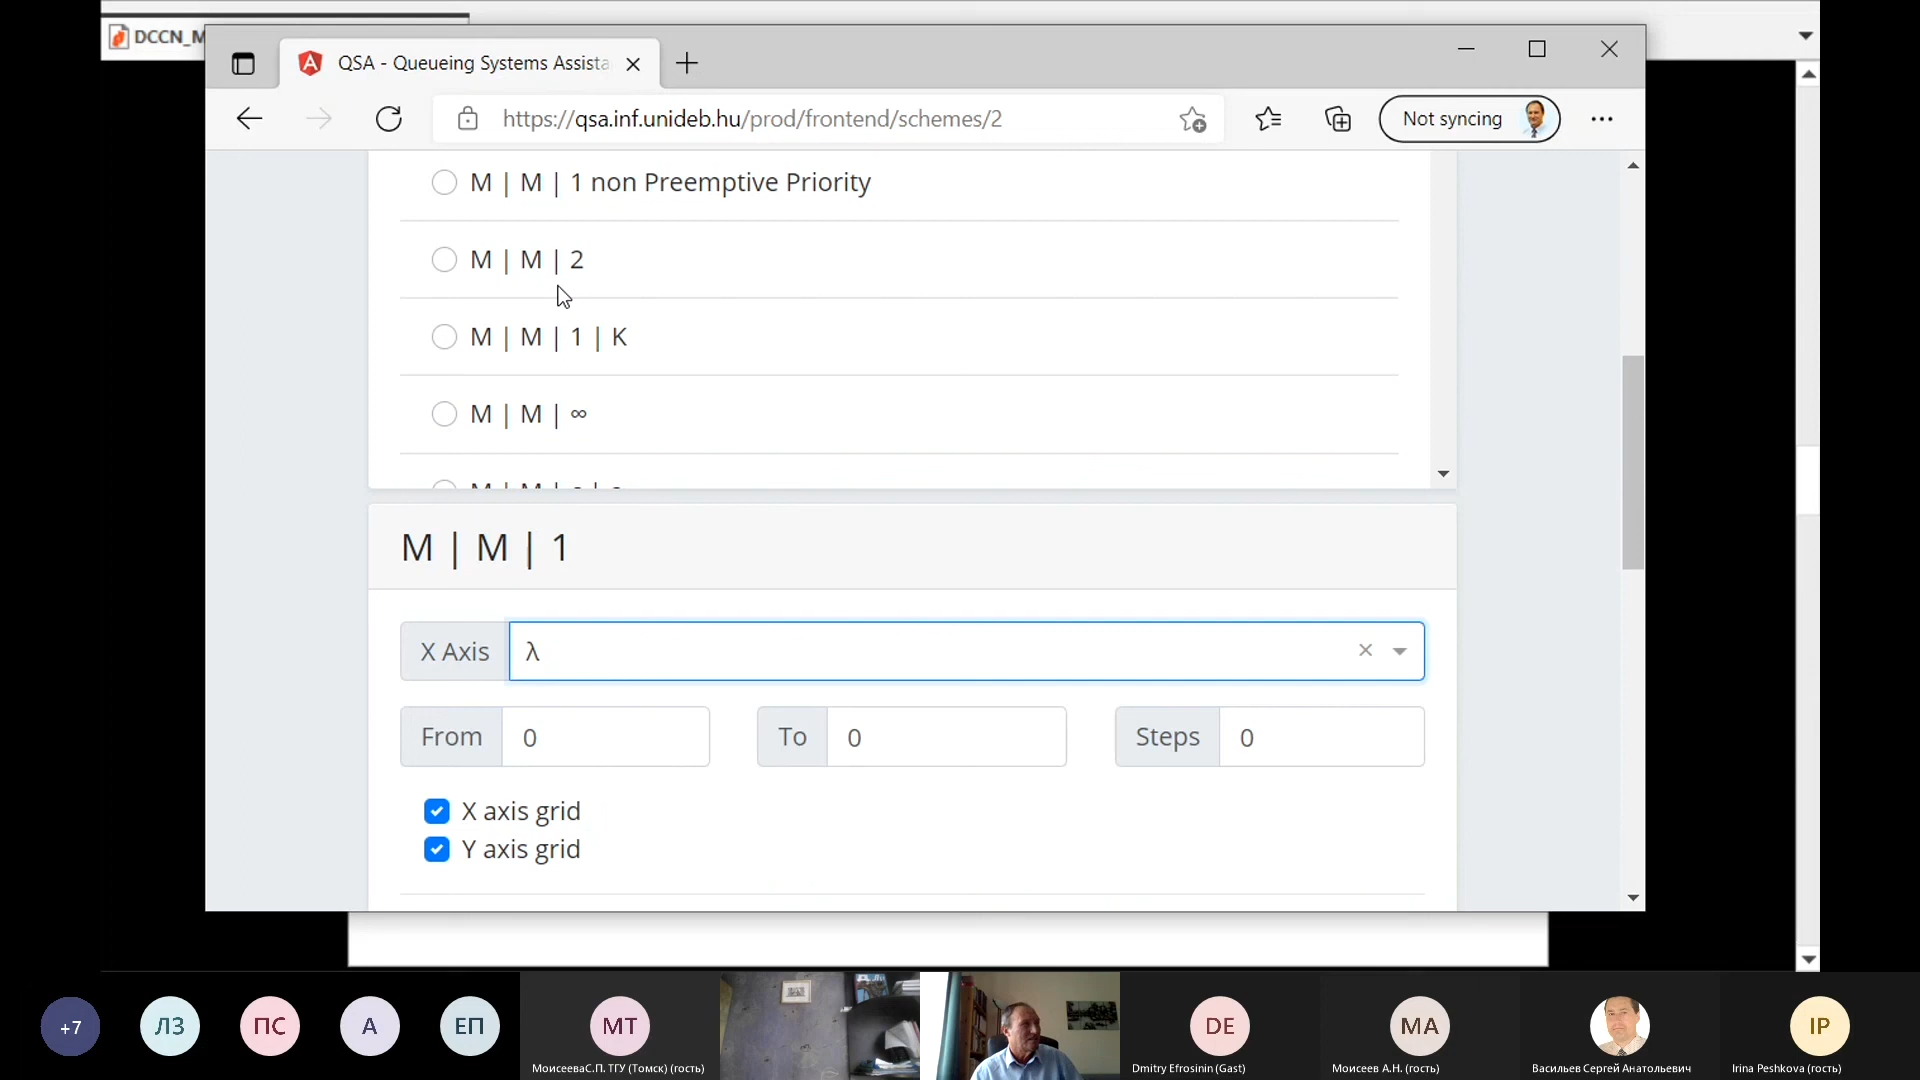 DCCN_M
QSA - Queueing Systems Assista
https://qsa.inf.unideb.hu/prod/frontend/schemes/2
Not syncing
M | M | 1 non Preemptive Priority
M | M | 2
M | M | 1 | K
M | M | ∞
M | M | 1
X Axis
λ
From 0
To 0
Steps 0
X axis grid
Y axis grid
+7
ЛЗ
ПС
А
ЕП
МТ
DE
МА
IP
МоисееваС.П. ТГУ (Томск) (гость)
Dmitry Efrosinin (Gast)
Моисеев А.Н. (гость)
Васильев Сергей Анатольевич
Irina Peshkova (гость)